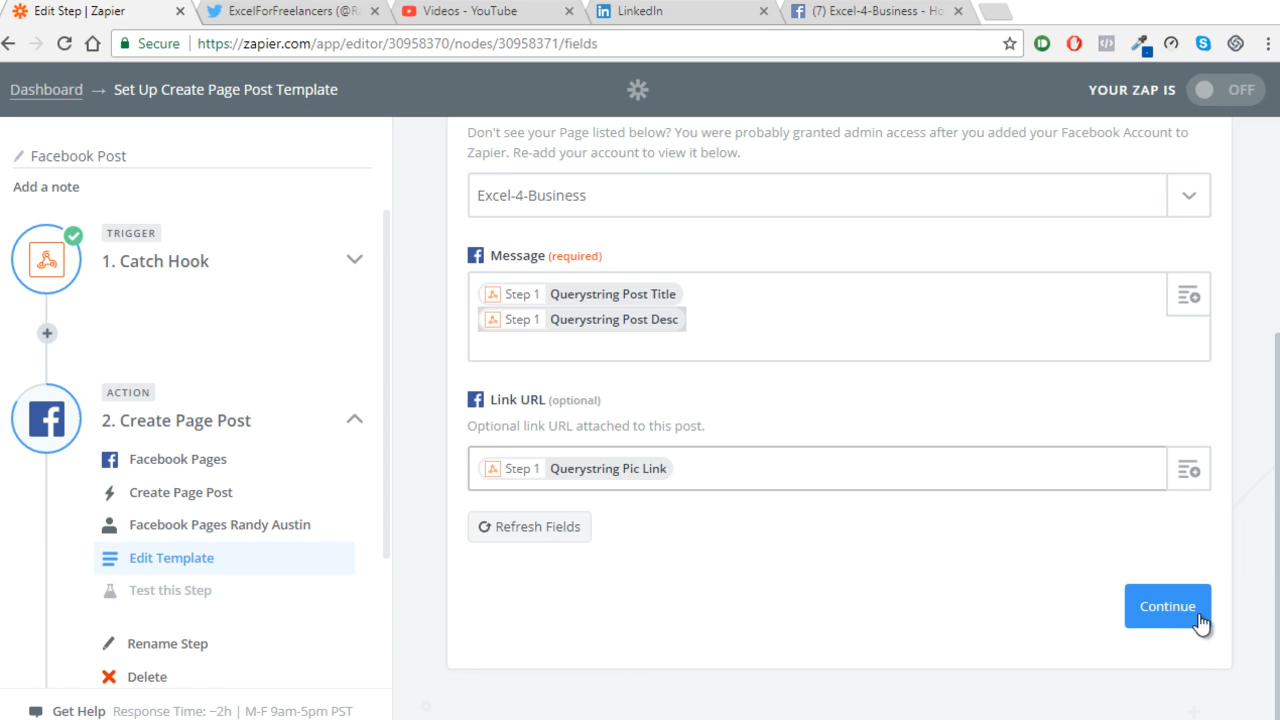 Edit Step | Zapier
ExcelForFreelancers (@Ra
Videos - YouTube
LinkedIn
(7) Excel-4-Business - Ho
Secure
https://zapier.com/app/editor/30958370/nodes/30958371/fields
Dashboard → Set Up Create Page Post Template
YOUR ZAP IS OFF
Facebook Post
Add a note
TRIGGER
1. Catch Hook
ACTION
2. Create Page Post
Facebook Pages
Create Page Post
Facebook Pages Randy Austin
Edit Template
Test this Step
Rename Step
Delete
Get Help Response Time: ~2h | M-F 9am-5pm PST
Don't see your Page listed below? You were probably granted admin access after you added your Facebook Account to
Zapier. Re-add your account to view it below.
Excel-4-Business
Message (required)
Step 1 Querystring Post Title
Step 1 Querystring Post Desc
Link URL (optional)
Optional link URL attached to this post.
Step 1 Querystring Pic Link
Refresh Fields
Continue